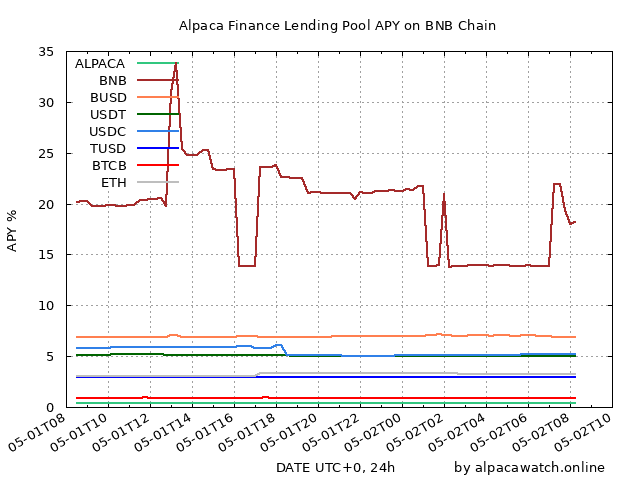 Alpaca Finance Lending Pool APY on BNB Chain
35
30
25
20
15
10
5
0
APY %
ALPACA
BNB
BUSD
USDT
USDC
TUSD
BTCB
ETH
05-01T08
05-01T10
05-01T12
05-01T14
05-01T16
05-01T18
05-01T20
05-01T22
05-02T00
05-02T02
05-02T04
05-02T06
05-02T08
05-02T10
DATE UTC+0, 24h
by alpacawatch.online